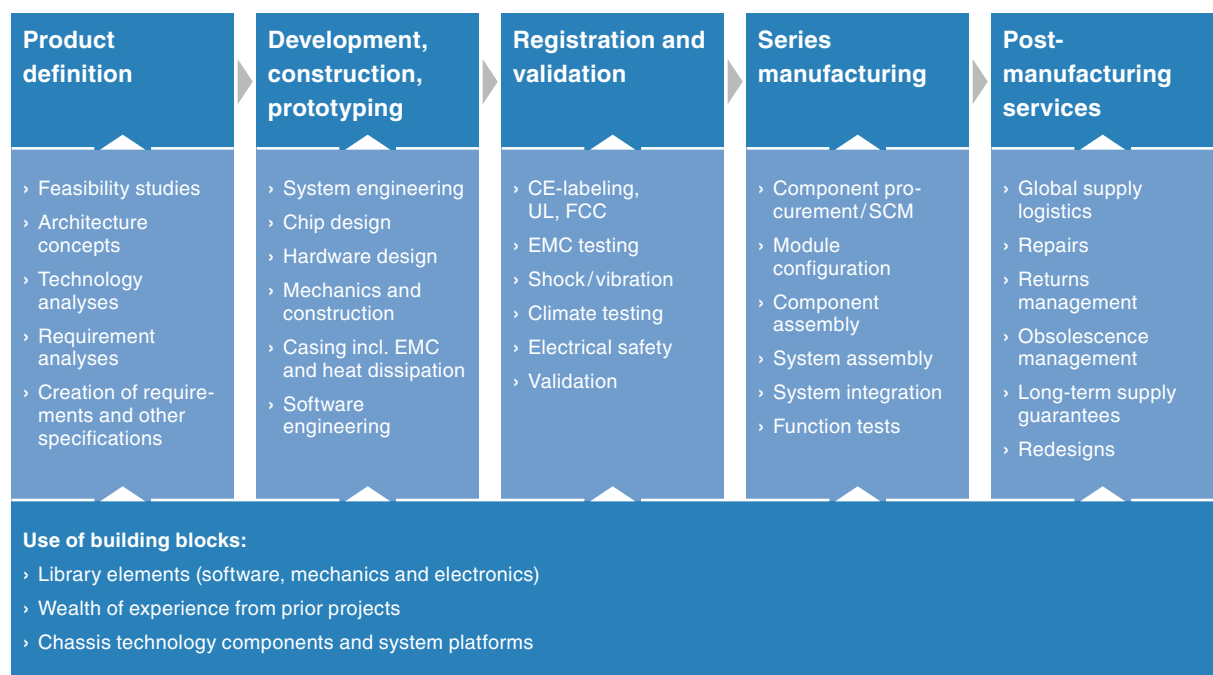 Product
definition
Development,
construction,
prototyping
Registration and
validation
Series
manufacturing
Post-
manufacturing
services
› Feasibility studies
› Architecture
concepts
› Technology
analyses
› Requirement
analyses
› Creation of require-
ments and other
specifications
› System engineering
› Chip design
› Hardware design
› Mechanics and
construction
› Casing incl. EMC
and heat dissipation
› Software
engineering
› CE-labeling,
UL, FCC
› EMC testing
› Shock/vibration
› Climate testing
› Electrical safety
› Validation
› Component pro-
curement/SCM
› Module
configuration
› Component
assembly
› System assembly
› System integration
› Function tests
› Global supply
logistics
› Repairs
› Returns
management
› Obsolescence
management
› Long-term supply
guarantees
› Redesigns
Use of building blocks:
› Library elements (software, mechanics and electronics)
› Wealth of experience from prior projects
› Chassis technology components and system platforms